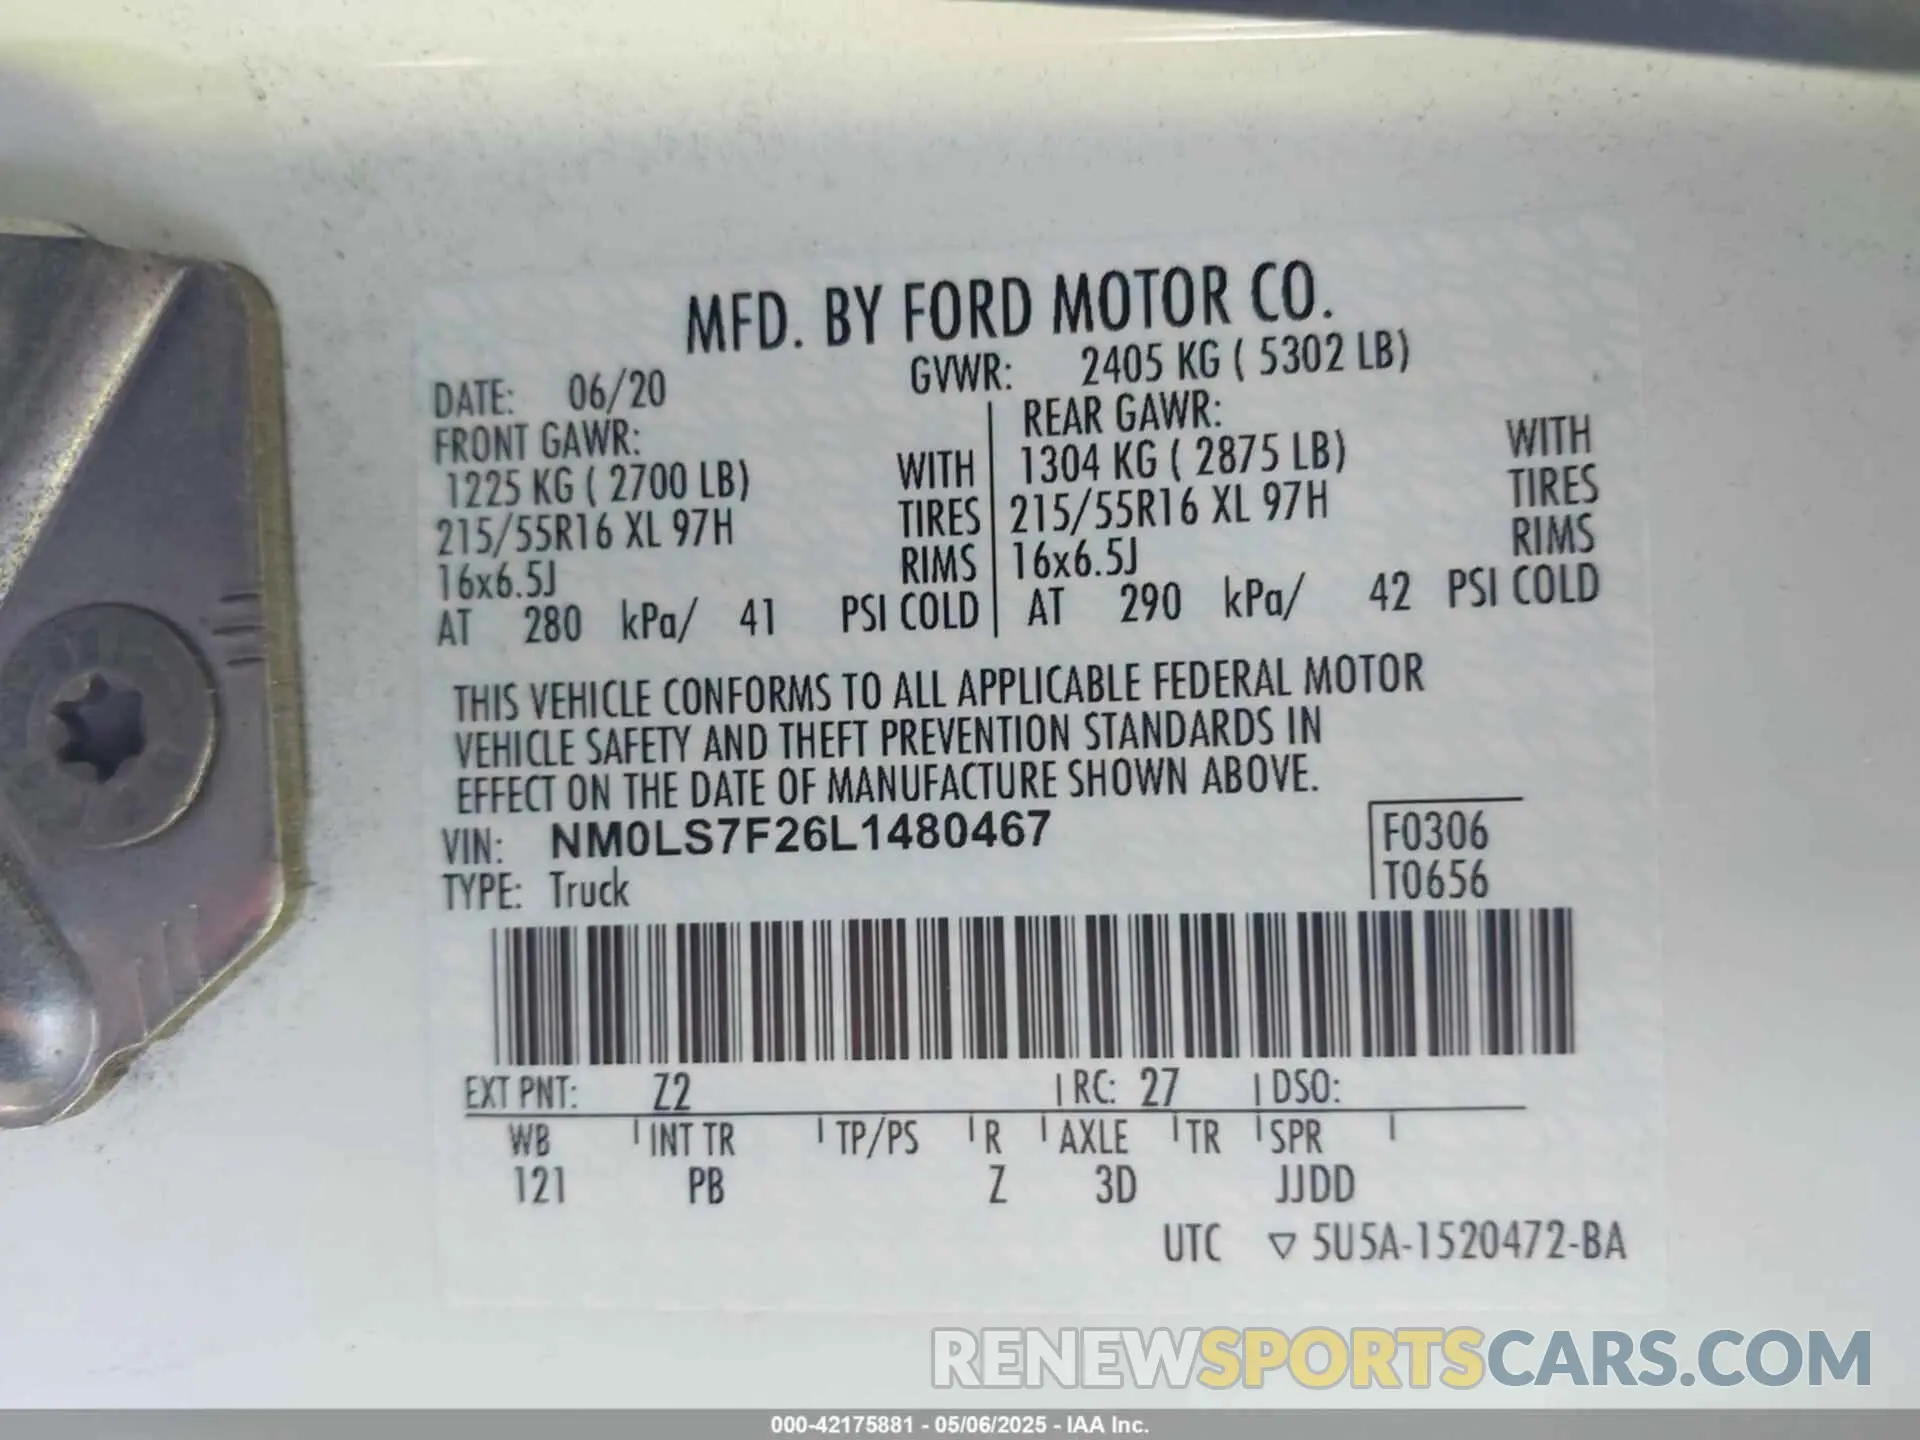 MFD. BY FORD MOTOR CO.
DATE: 06/20 GVWR: 2405 KG ( 5302 LB)
FRONT GAWR: REAR GAWR:
1225 KG ( 2700 LB) WITH 1304 KG ( 2875 LB) WITH
215/55R16 XL 97H TIRES 215/55R16 XL 97H TIRES
16x6.5J RIMS 16x6.5J RIMS
AT 280 kPa/ 41 PSI COLD AT 290 kPa/ 42 PSI COLD
THIS VEHICLE CONFORMS TO ALL APPLICABLE FEDERAL MOTOR
VEHICLE SAFETY AND THEFT PREVENTION STANDARDS IN
EFFECT ON THE DATE OF MANUFACTURE SHOWN ABOVE.
VIN: NM0LS7F26L1480467 F0306
TYPE: Truck T0656
EXT PNT: Z2 RC: 27 DSO:
WB INT TR TP/PS R AXLE TR SPR
121 PB Z 3D JJDD
UTC ▽ 5U5A-1520472-BA
RENEWSPORTSCARS.COM
000-42175881 - 05/06/2025 - IAA Inc.